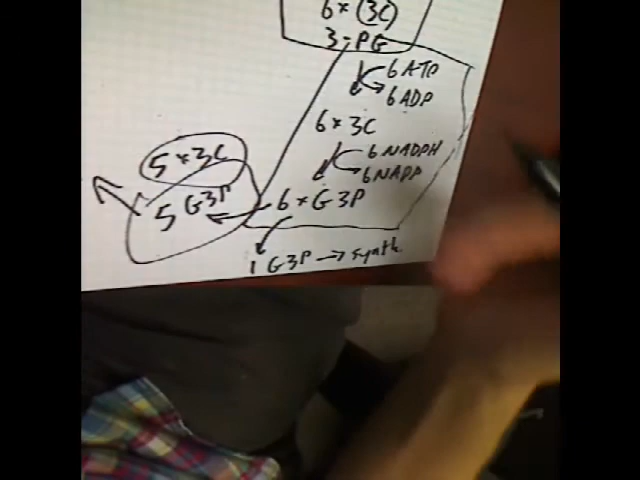 6 * (3C)
3-PG
6 ATP
6 ADP
6 * 3C
6 NADPH
6 NADP
5 * 3C
5 G3P
6 * G3P
1 G3P → synth